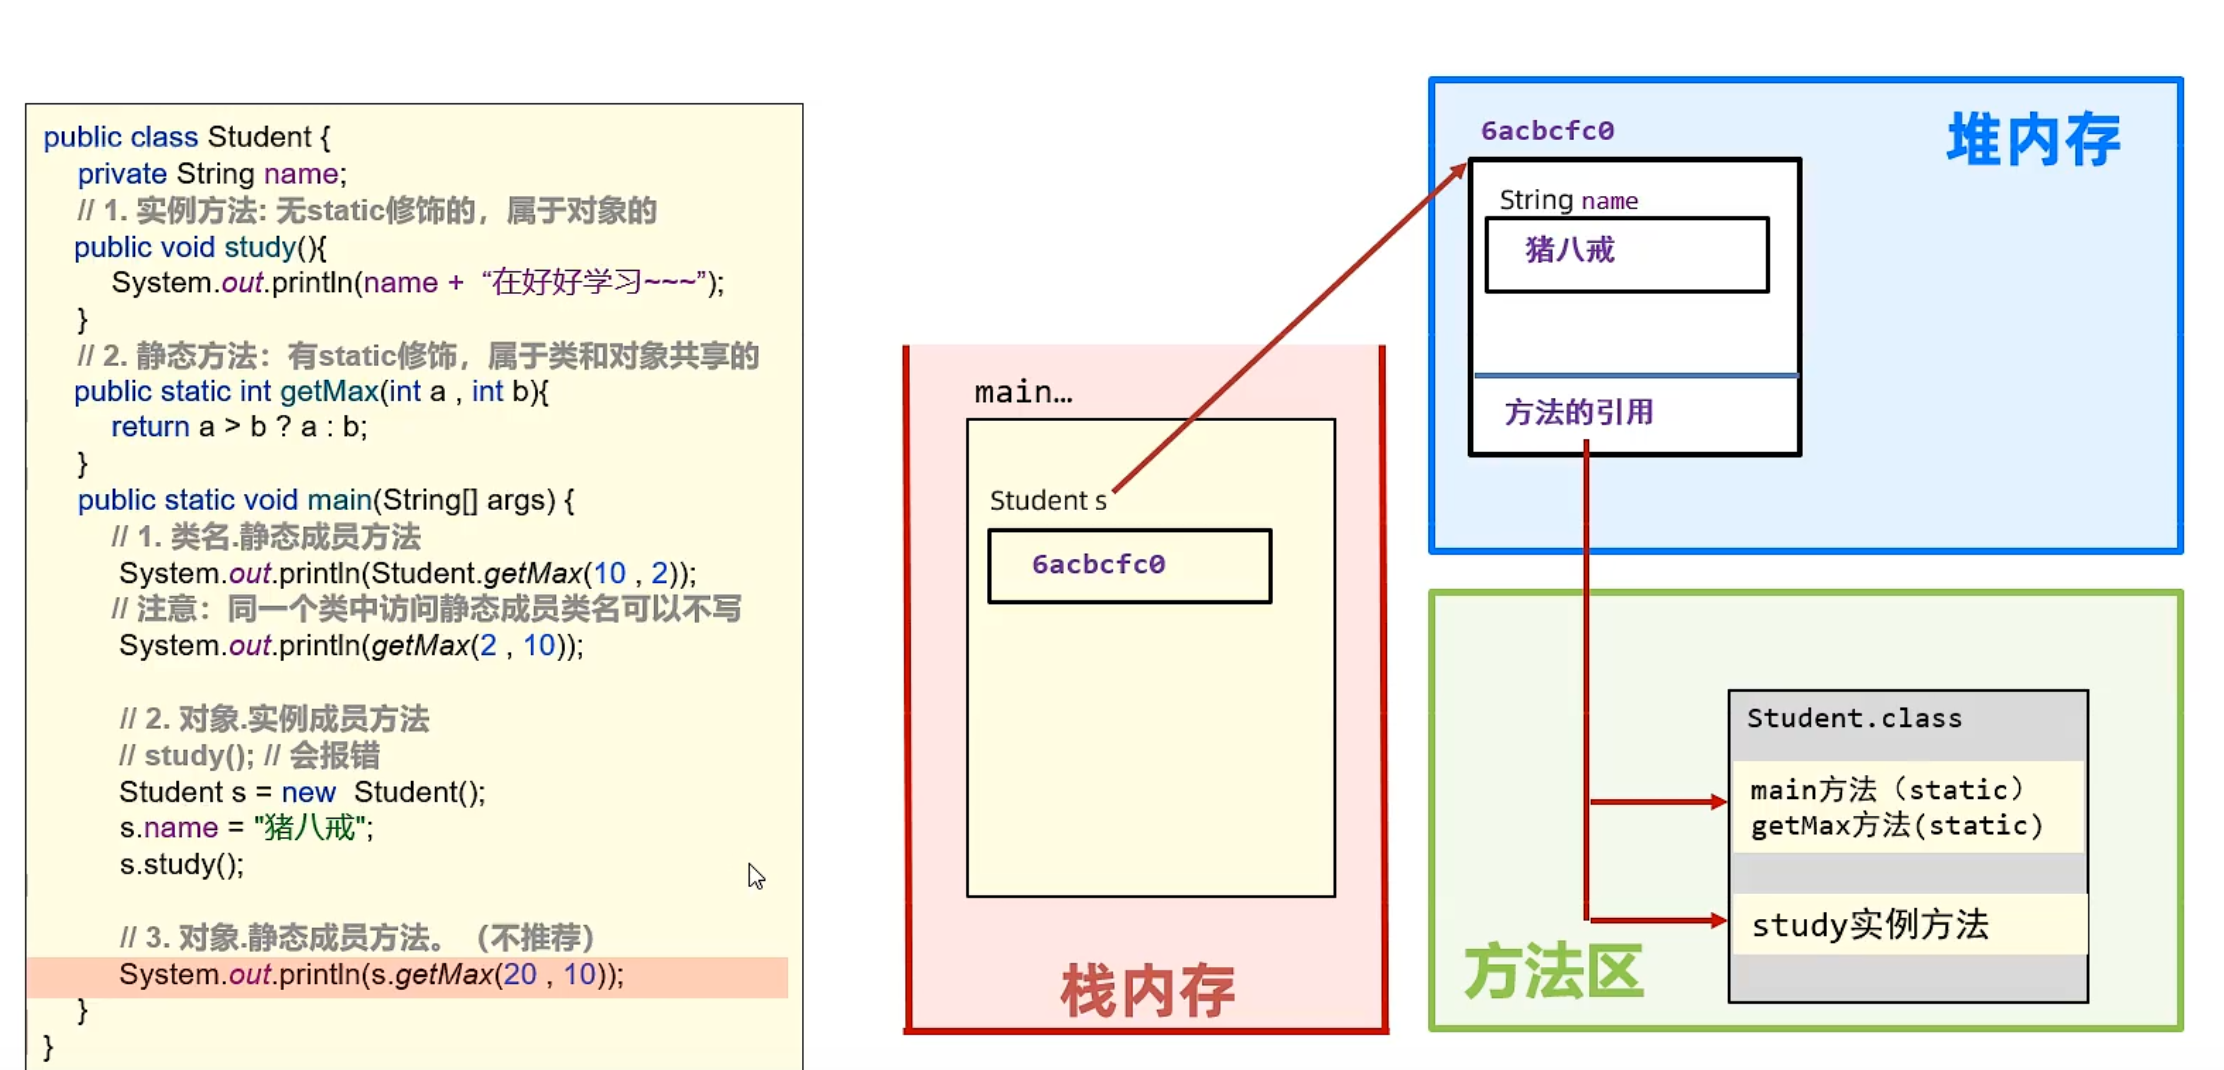 public class Student {
private String name;
// 1. 实例方法: 无static修饰的，属于对象的
public void study(){
System.out.println(name + “在好好学习~~~”);
}
// 2. 静态方法：有static修饰，属于类和对象共享的
public static int getMax(int a , int b){
return a > b ? a : b;
}
public static void main(String[] args) {
// 1. 类名.静态成员方法
System.out.println(Student.getMax(10 , 2));
// 注意：同一个类中访问静态成员类名可以不写
System.out.println(getMax(2 , 10));
// 2. 对象.实例成员方法
// study(); // 会报错
Student s = new Student();
s.name = "猪八戒";
s.study();
// 3. 对象.静态成员方法。（不推荐）
System.out.println(s.getMax(20 , 10));
}
}
main…
Student s
6acbcfc0
栈内存
6acbcfc0
堆内存
String name
猪八戒
方法的引用
Student.class
main方法（static）
getMax方法(static)
study实例方法
方法区